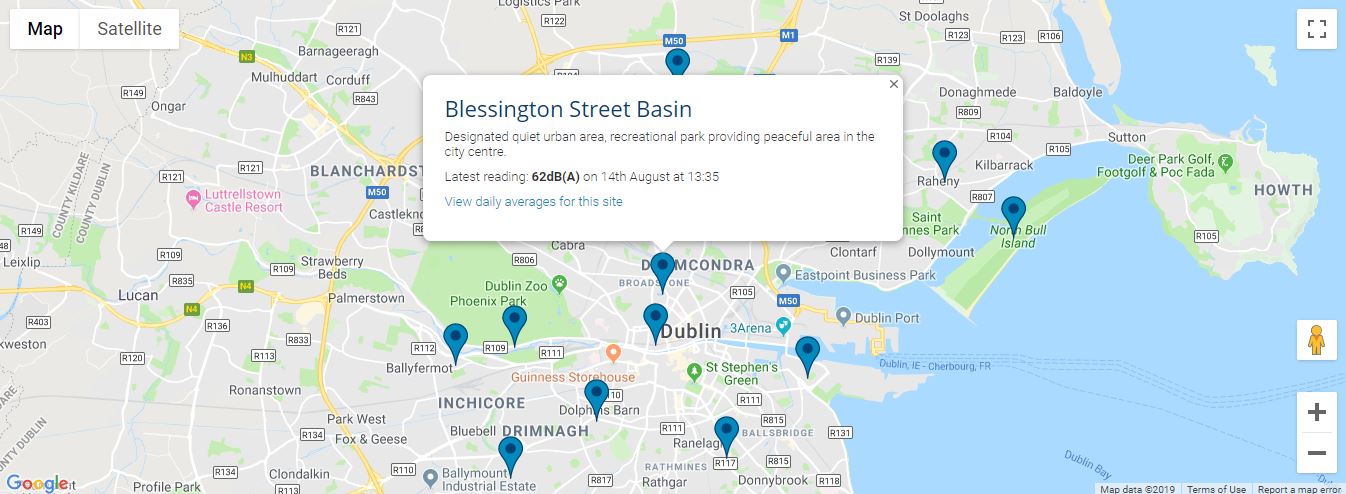 Map
Satellite
Logistics Park
R122
St Doolaghs
R121
R123
R123
R106
M50
M1
Barnageeragh
N3
R139
Mulhuddart
Corduff
R149
R843
Ongar
Donaghmede
Baldoyle
R104
Sutton
R105
Kilbarrack
R121
BLANCHARDST
M50
Luttrellstown
Castle Resort
Castleknc
COUNTY KILDARE
COUNTY DUBLIN
Raheny
R807
Deer Park Golf,
Footgolf & Poc Fada
HOWTH
R105
Saint
nnes Park
North Bull
Island
Clontarf
Dollymount
Blessington Street Basin
Designated quiet urban area, recreational park providing peaceful area in the
city centre.
Latest reading: 62dB(A) on 14th August at 13:35
View daily averages for this site
R149
R109
Leixlip
Strawberry
Beds
R109
Cabra
R806
DRUMCONDRA
BROADSTONE
R105
Eastpoint Business Park
M50
Dublin Zoo
Phoenix Park
N4
N4
Lucan
Palmerstown
R403
R136
R833
kweston
R120
R113
R112
R109
R111
Ballyfermot
Dublin
3Arena
Dublin Port
Dublin, IE - Cherbourg, FR
Guinness Storehouse
St Stephen's
Green
R110
Ronanstown
INCHICORE
Dolphins Barn
R111
Park West
Fox & Geese
R134
Bluebell
DRIMNAGH
R111
Ranelagh
R117
BALLSBRIDGE
R131
R815
R134
R110
Clondalkin
Ballymount
Industrial Estate
RATHMINES
Rathgar
R817
R818
Donnybrook
Profile Park
COUNTY DUBLIN
Dublin Bay
Google
Map data ©2019
Terms of Use
Report a map error